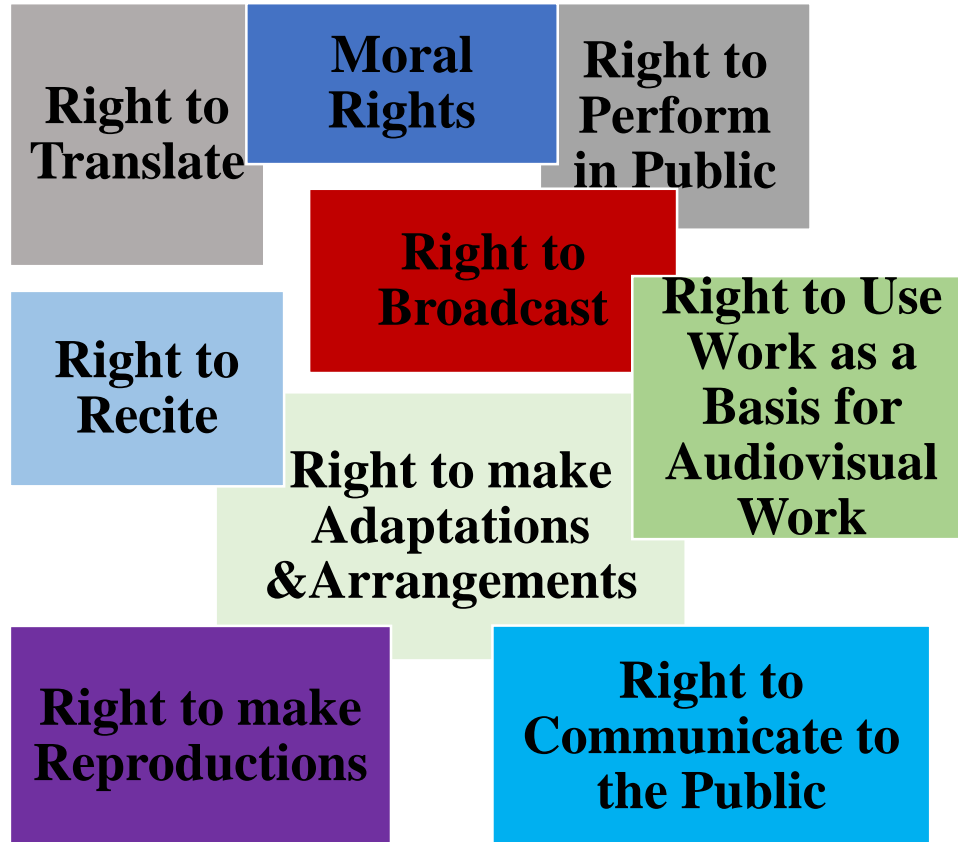 Right to
Translate
Moral
Rights
Right to
Perform
in Public
Right to
Broadcast
Right to Use
Work as a
Basis for
Audiovisual
Work
Right to
Recite
Right to make
Adaptations
&Arrangements
Right to make
Reproductions
Right to
Communicate to
the Public